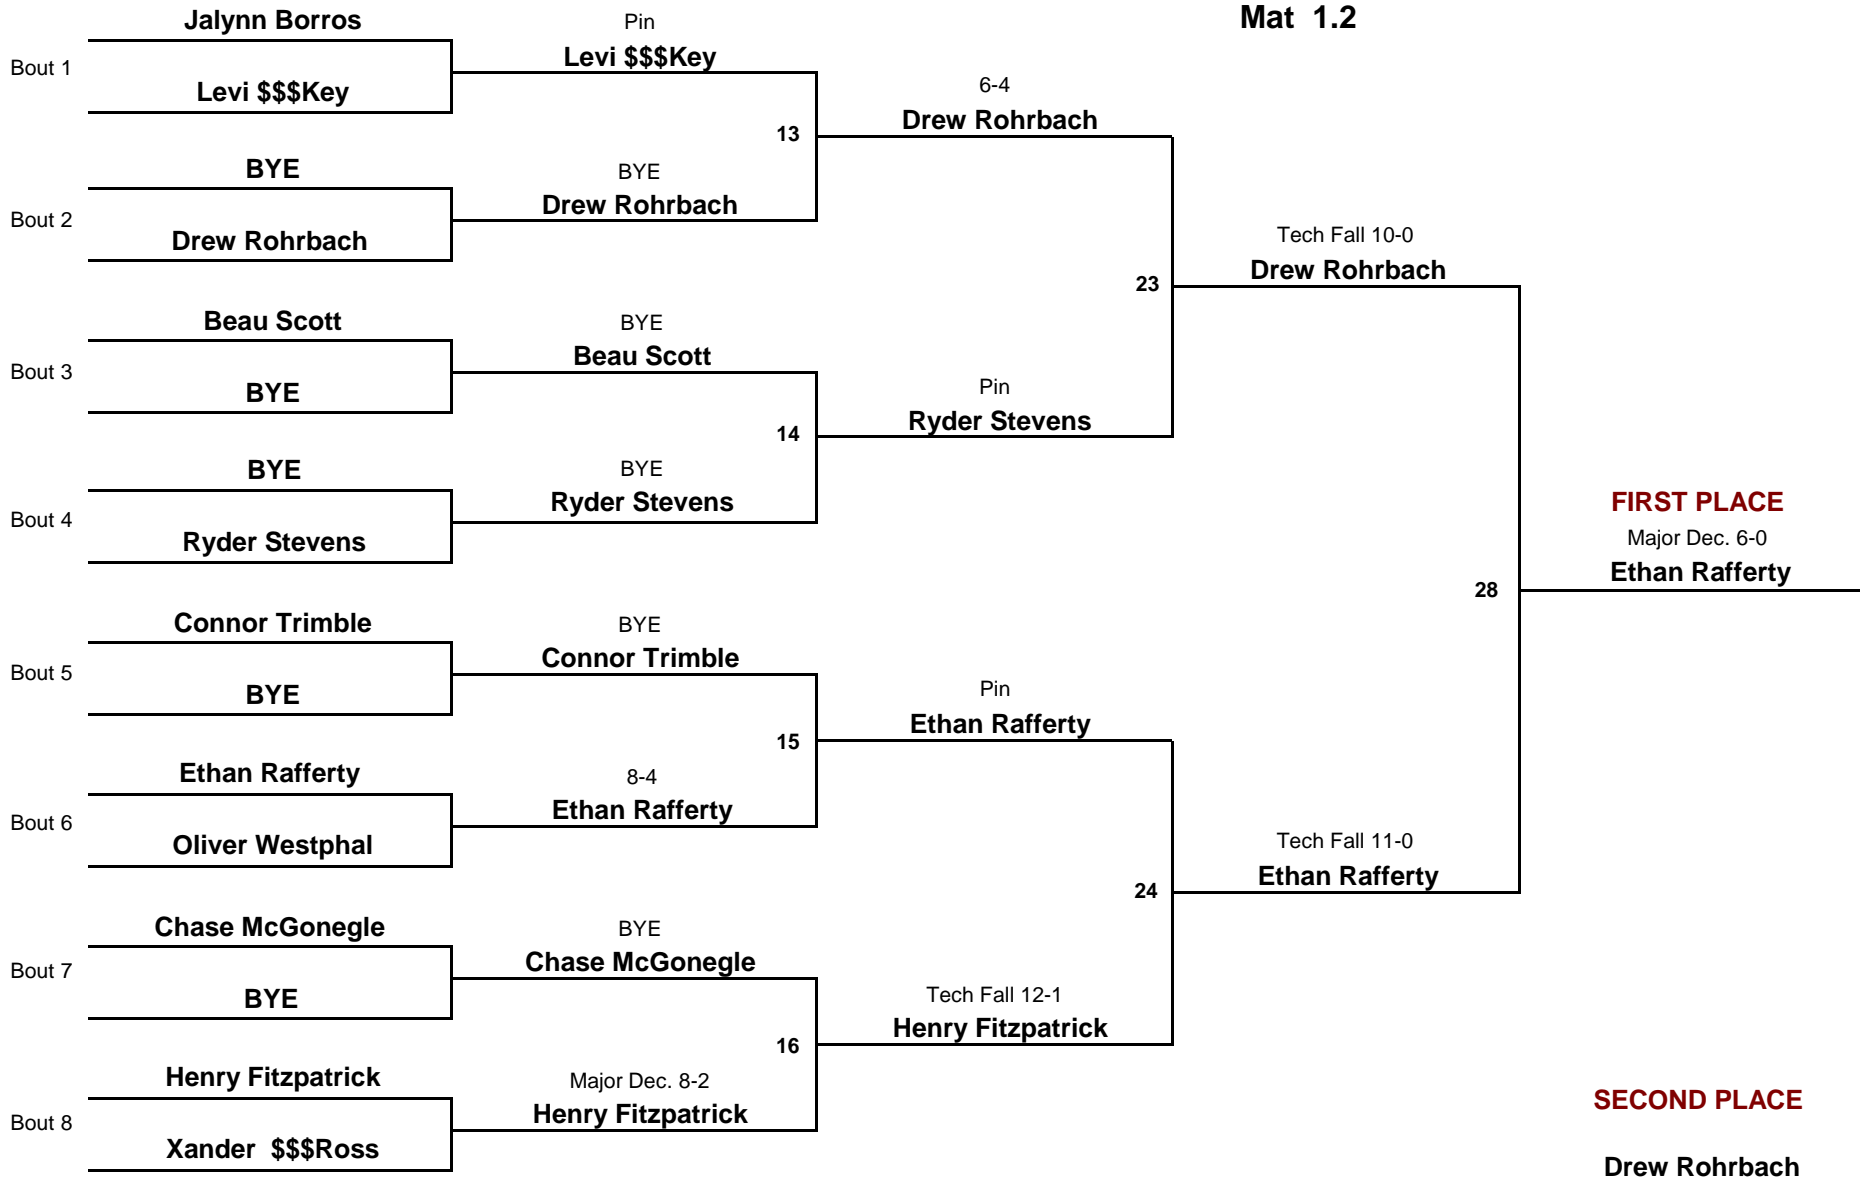 Mat 1.2
Jalynn Borros
Bout 1
Levi $$$Key
BYE
Bout 2
Drew Rohrbach
Beau Scott
Bout 3
BYE
BYE
Bout 4
Ryder Stevens
Connor Trimble
Bout 5
BYE
Ethan Rafferty
Bout 6
Oliver Westphal
Chase McGonegle
Bout 7
BYE
Henry Fitzpatrick
Bout 8
Xander $$$Ross
Pin
Levi $$$Key
13
BYE
Drew Rohrbach
BYE
Beau Scott
14
BYE
Ryder Stevens
BYE
Connor Trimble
15
8-4
Ethan Rafferty
BYE
Chase McGonegle
16
Major Dec. 8-2
Henry Fitzpatrick
6-4
Drew Rohrbach
23
Pin
Ryder Stevens
Pin
Ethan Rafferty
24
Tech Fall 12-1
Henry Fitzpatrick
Tech Fall 10-0
Drew Rohrbach
28
Tech Fall 11-0
Ethan Rafferty
FIRST PLACE
Major Dec. 6-0
Ethan Rafferty
SECOND PLACE
Drew Rohrbach